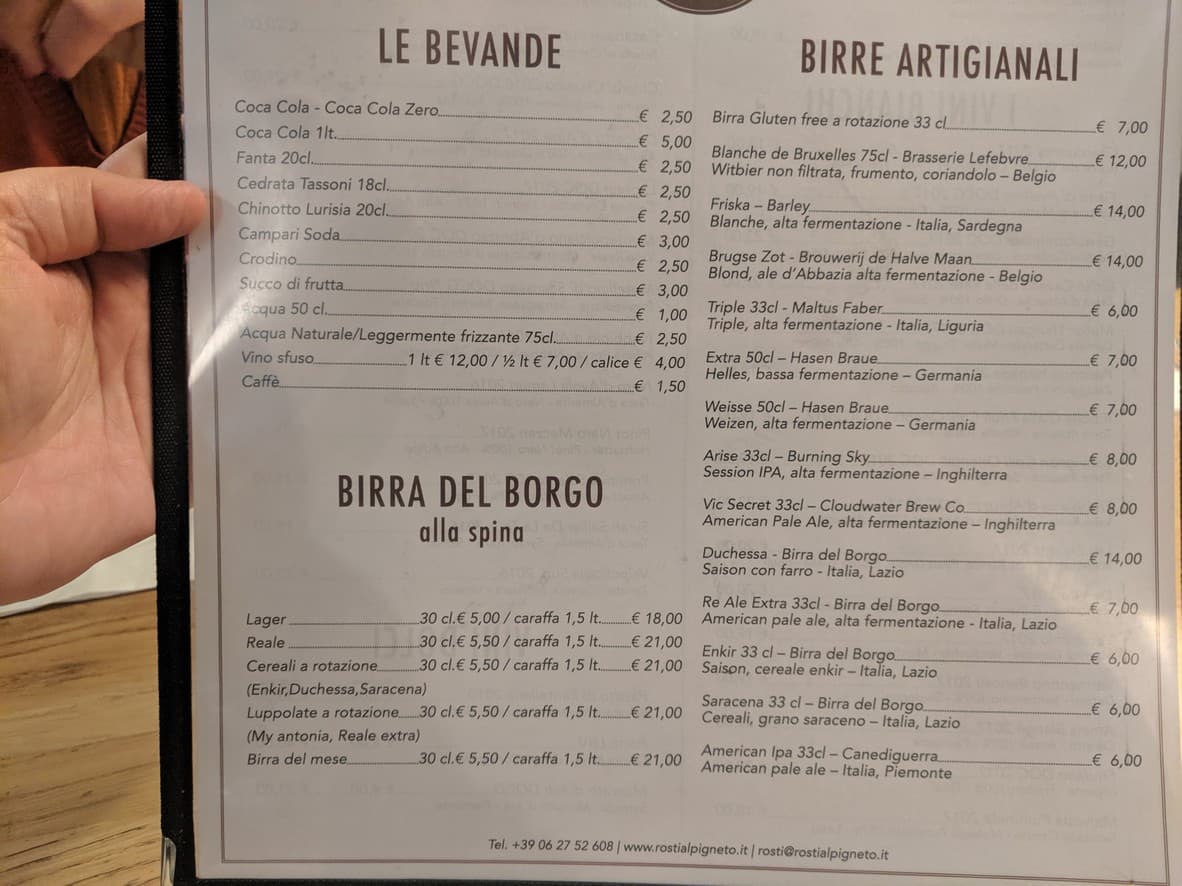 LE BEVANDE
Coca Cola - Coca Cola Zero € 2,50
Coca Cola 1lt. € 5,00
Fanta 20cl. € 2,50
Cedrata Tassoni 18cl. € 2,50
Chinotto Lurisia 20cl. € 2,50
Campari Soda € 3,00
Crodino € 2,50
Succo di frutta € 3,00
Acqua 50 cl. € 1,00
Acqua Naturale/Leggermente frizzante 75cl. € 2,50
Vino sfuso 1 lt € 12,00 / ½ lt € 7,00 / calice € 4,00
Caffè € 1,50
BIRRA DEL BORGO
alla spina
Lager 30 cl.€ 5,00 / caraffa 1,5 lt. € 18,00
Reale 30 cl.€ 5,50 / caraffa 1,5 lt. € 21,00
Cereali a rotazione 30 cl.€ 5,50 / caraffa 1,5 lt. € 21,00
(Enkir,Duchessa,Saracena)
Luppolate a rotazione 30 cl.€ 5,50 / caraffa 1,5 lt. € 21,00
(My antonia, Reale extra)
Birra del mese 30 cl.€ 5,50 / caraffa 1,5 lt. € 21,00
BIRRE ARTIGIANALI
Birra Gluten free a rotazione 33 cl € 7,00
Blanche de Bruxelles 75cl - Brasserie Lefebvre € 12,00
Witbier non filtrata, frumento, coriandolo – Belgio
Friska – Barley € 14,00
Blanche, alta fermentazione - Italia, Sardegna
Brugse Zot - Brouwerij de Halve Maan € 14,00
Blond, ale d'Abbazia alta fermentazione - Belgio
Triple 33cl - Maltus Faber € 6,00
Triple, alta fermentazione - Italia, Liguria
Extra 50cl – Hasen Braue € 7,00
Helles, bassa fermentazione – Germania
Weisse 50cl – Hasen Braue € 7,00
Weizen, alta fermentazione – Germania
Arise 33cl – Burning Sky € 8,00
Session IPA, alta fermentazione – Inghilterra
Vic Secret 33cl – Cloudwater Brew Co € 8,00
American Pale Ale, alta fermentazione – Inghilterra
Duchessa - Birra del Borgo € 14,00
Saison con farro - Italia, Lazio
Re Ale Extra 33cl - Birra del Borgo € 7,00
American pale ale, alta fermentazione - Italia, Lazio
Enkir 33 cl – Birra del Borgo € 6,00
Saison, cereale enkir – Italia, Lazio
Saracena 33 cl – Birra del Borgo € 6,00
Cereali, grano saraceno – Italia, Lazio
American Ipa 33cl – Canediguerra € 6,00
American pale ale – Italia, Piemonte
Tel. +39 06 27 52 608 | www.rostialpigneto.it | rosti@rostialpigneto.it